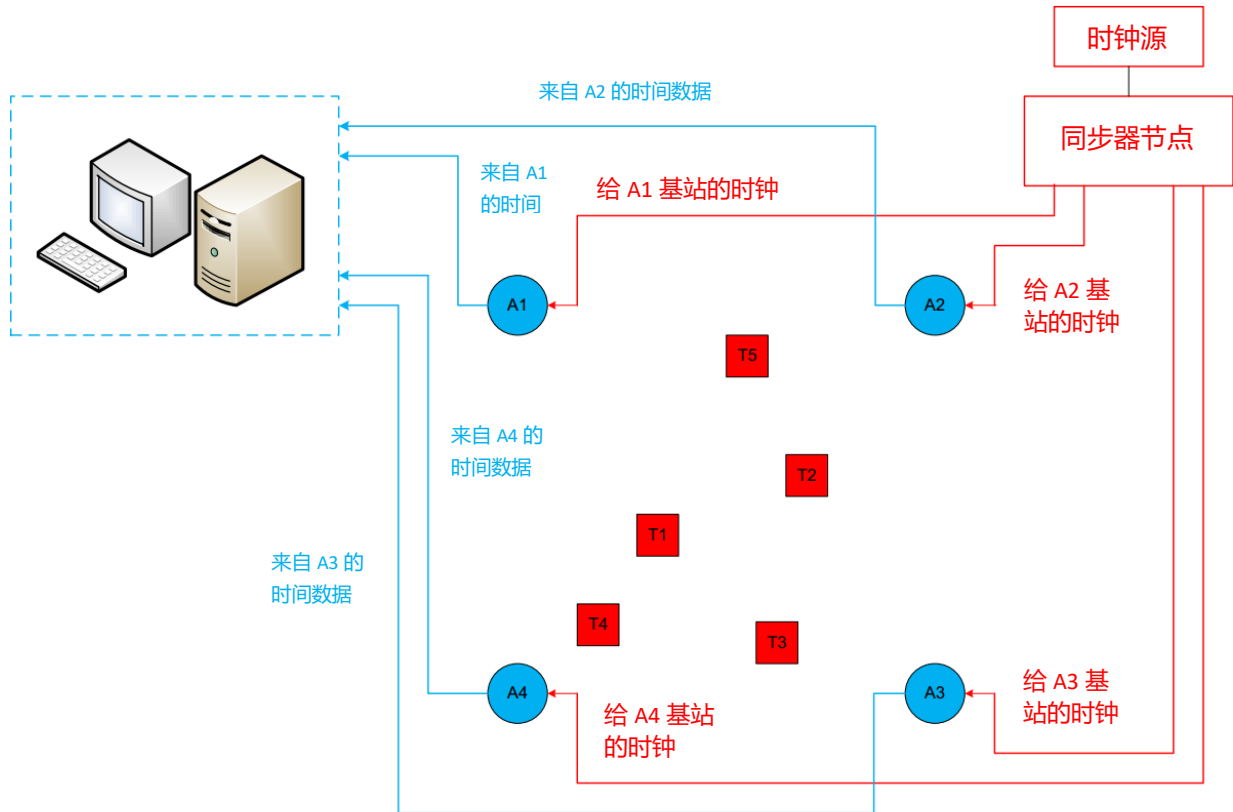 时钟源
来自 A2 的时间数据
同步器节点
来自 A1
的时间
给 A1 基站的时钟
A1
A2
给 A2 基
站的时钟
T5
来自 A4 的
时间数据
T2
T1
来自 A3 的
时间数据
T4
T3
A4
A3
给 A3 基
站的时钟
给 A4 基站
的时钟